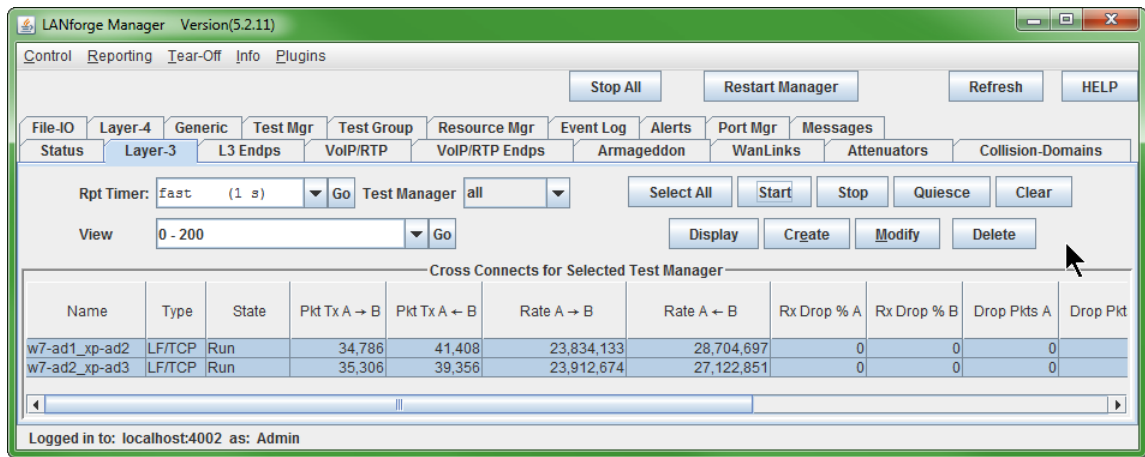 LANforge Manager Version(5.2.11)
Control Reporting Tear-Off Info Plugins
Stop All Restart Manager Refresh HELP
File-IO Layer-4 Generic Test Mgr Test Group Resource Mgr Event Log Alerts Port Mgr Messages
Status Layer-3 L3 Endps VoIP/RTP VoIP/RTP Endps Armageddon WanLinks Attenuators Collision-Domains
Rpt Timer: fast (1 s) Go Test Manager all Select All Start Stop Quiesce Clear
View 0 - 200 Go Display Create Modify Delete
Cross Connects for Selected Test Manager
Name Type State Pkt Tx A → B Pkt Tx A ← B Rate A → B Rate A ← B Rx Drop % A Rx Drop % B Drop Pkts A Drop Pkt
w7-ad1_xp-ad2 LF/TCP Run 34,786 41,408 23,834,133 28,704,697 0 0 0
w7-ad2_xp-ad3 LF/TCP Run 35,306 39,356 23,912,674 27,122,851 0 0 0
Logged in to: localhost:4002 as: Admin